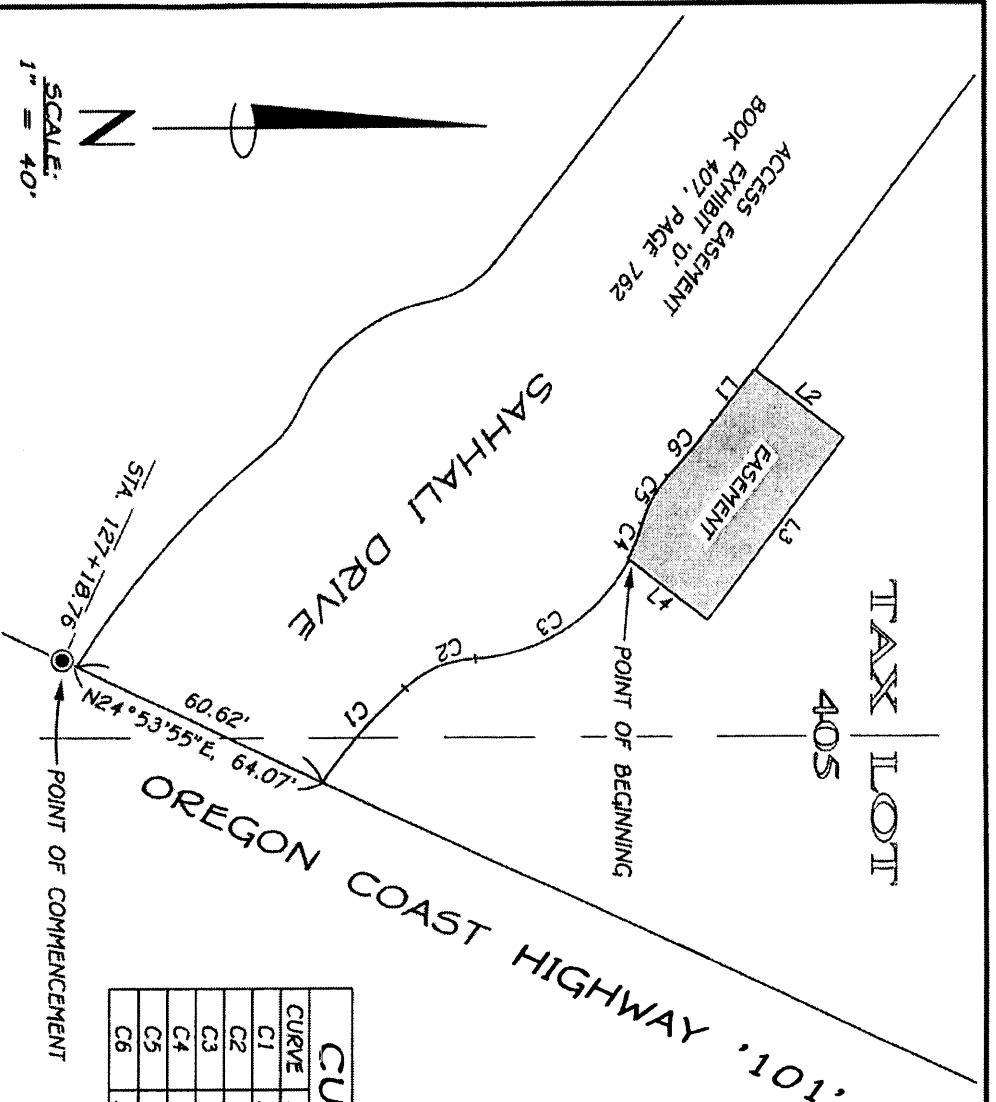 TAX LOT
405
ACCESS EASEMENT
EXHIBIT 'D'
BOOK 407, PAGE 762
L2
L1
L3
EASEMENT
C6
C5
C4
L4
POINT OF BEGINNING
C3
C2
C1
SAHHALI DRIVE
60.62'
N24°53'55"E, 64.07'
STA. 127+18.76
POINT OF COMMENCEMENT
OREGON COAST HIGHWAY '101'
N
SCALE:
1" = 40'
CU
CURVE
C1
C2
C3
C4
C5
C6